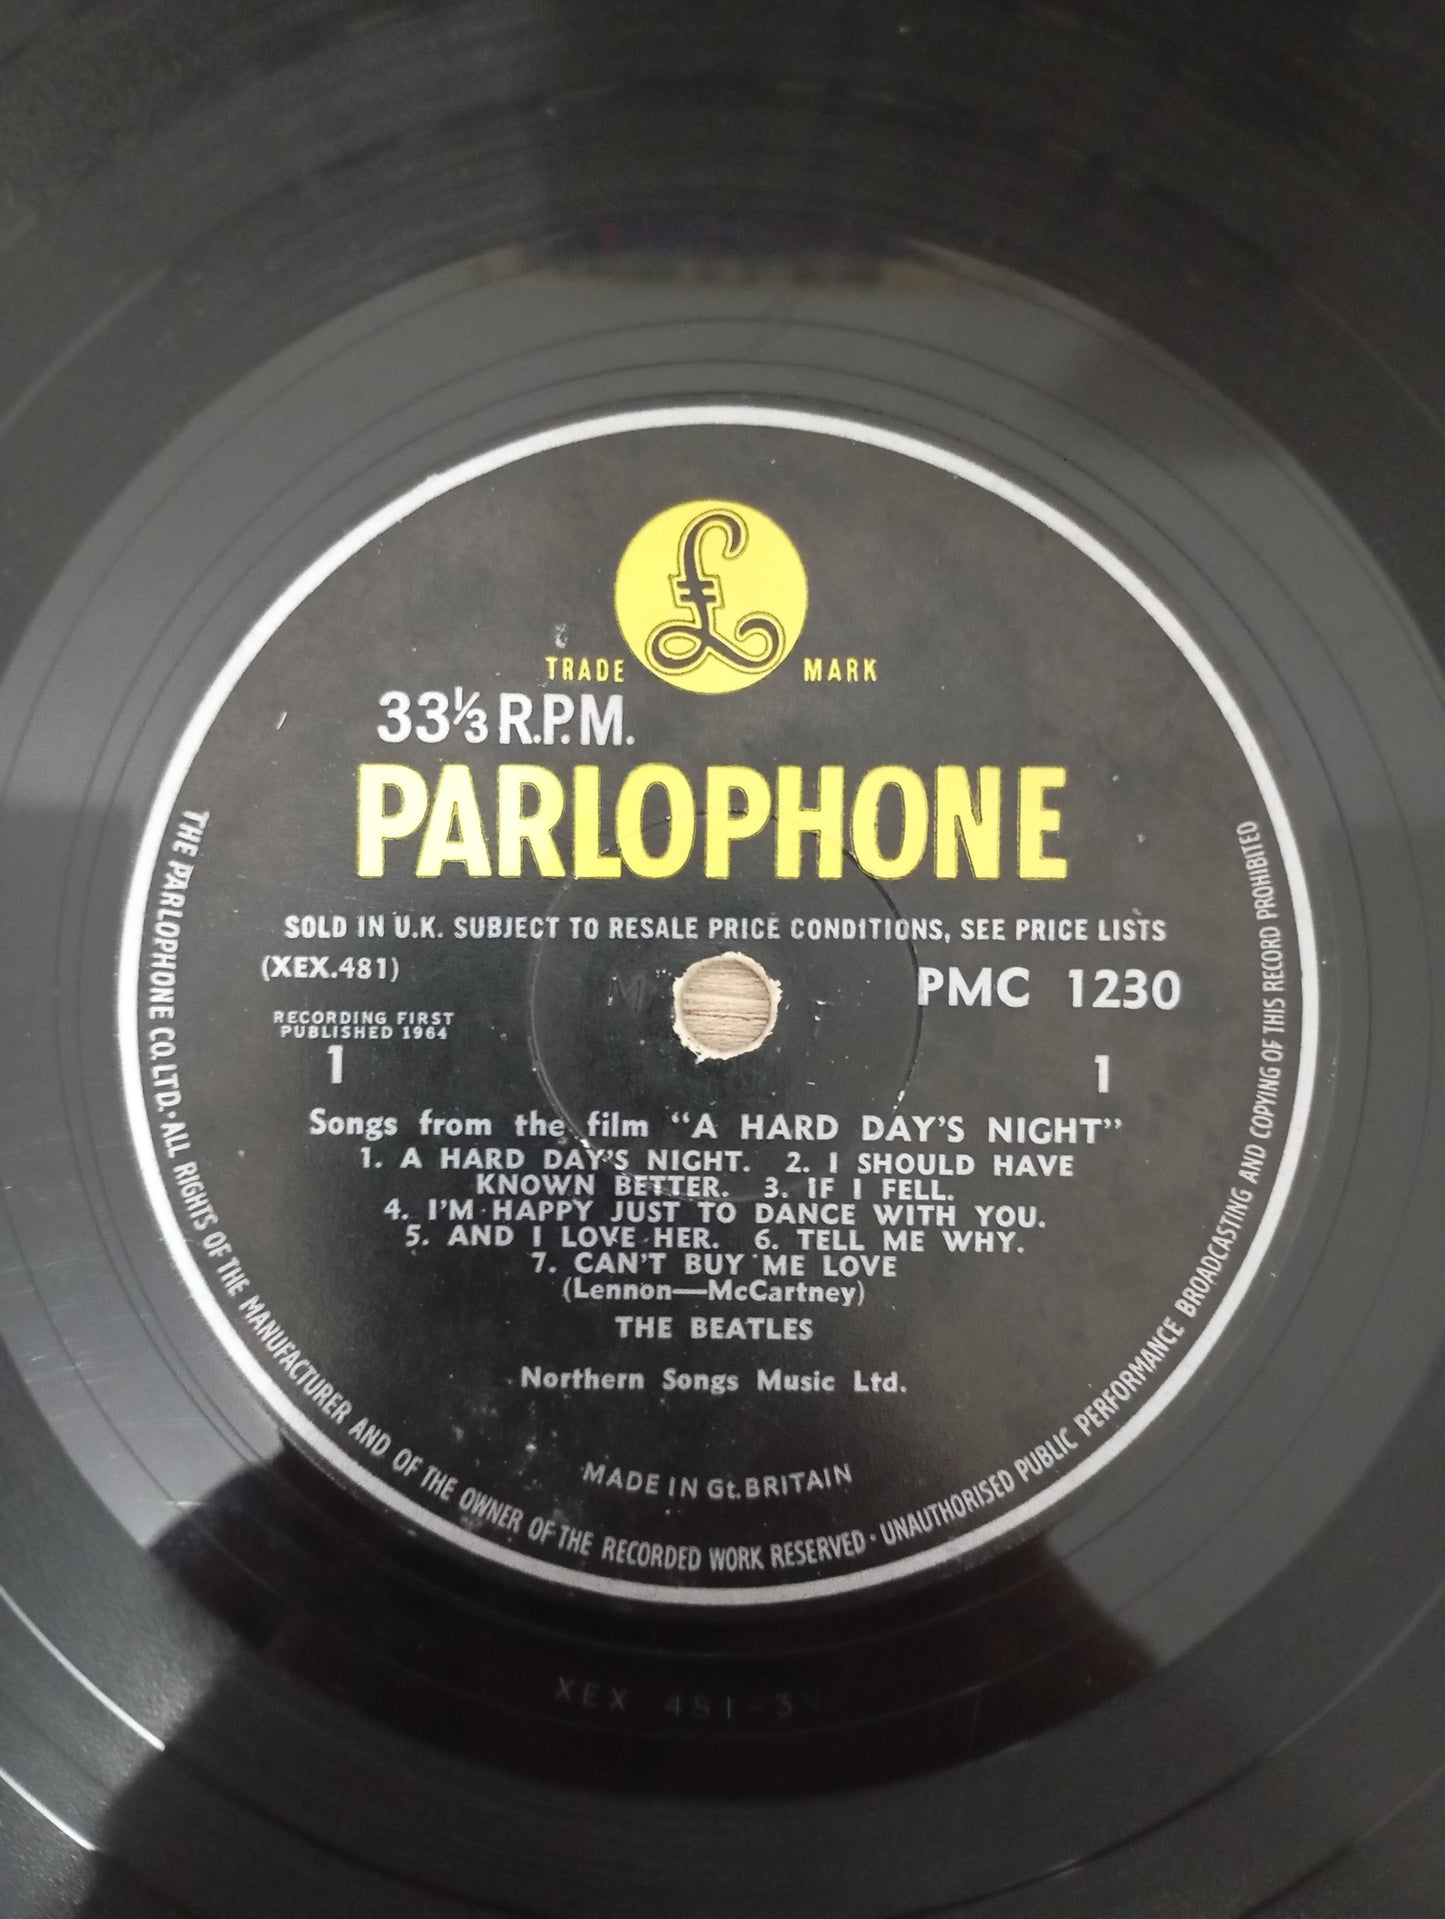 TRADE £ MARK
33⅓ R.P.M.
PARLOPHONE
SOLD IN U.K. SUBJECT TO RESALE PRICE CONDITIONS, SEE PRICE LISTS
(XEX.481)
PMC 1230
RECORDING FIRST
PUBLISHED 1964
1
1
Songs from the film “A HARD DAY’S NIGHT”
1. A HARD DAY’S NIGHT. 2. I SHOULD HAVE
KNOWN BETTER. 3. IF I FELL.
4. I’M HAPPY JUST TO DANCE WITH YOU.
5. AND I LOVE HER. 6. TELL ME WHY.
7. CAN’T BUY ME LOVE
(Lennon—McCartney)
THE BEATLES
Northern Songs Music Ltd.
MADE IN Gt. BRITAIN
THE PARLOPHONE CO. LTD. · ALL RIGHTS OF THE MANUFACTURER AND OF THE OWNER OF THE RECORDED WORK RESERVED · UNAUTHORISED PUBLIC PERFORMANCE BROADCASTING AND COPYING OF THIS RECORD PROHIBITED
XEX 481-3N